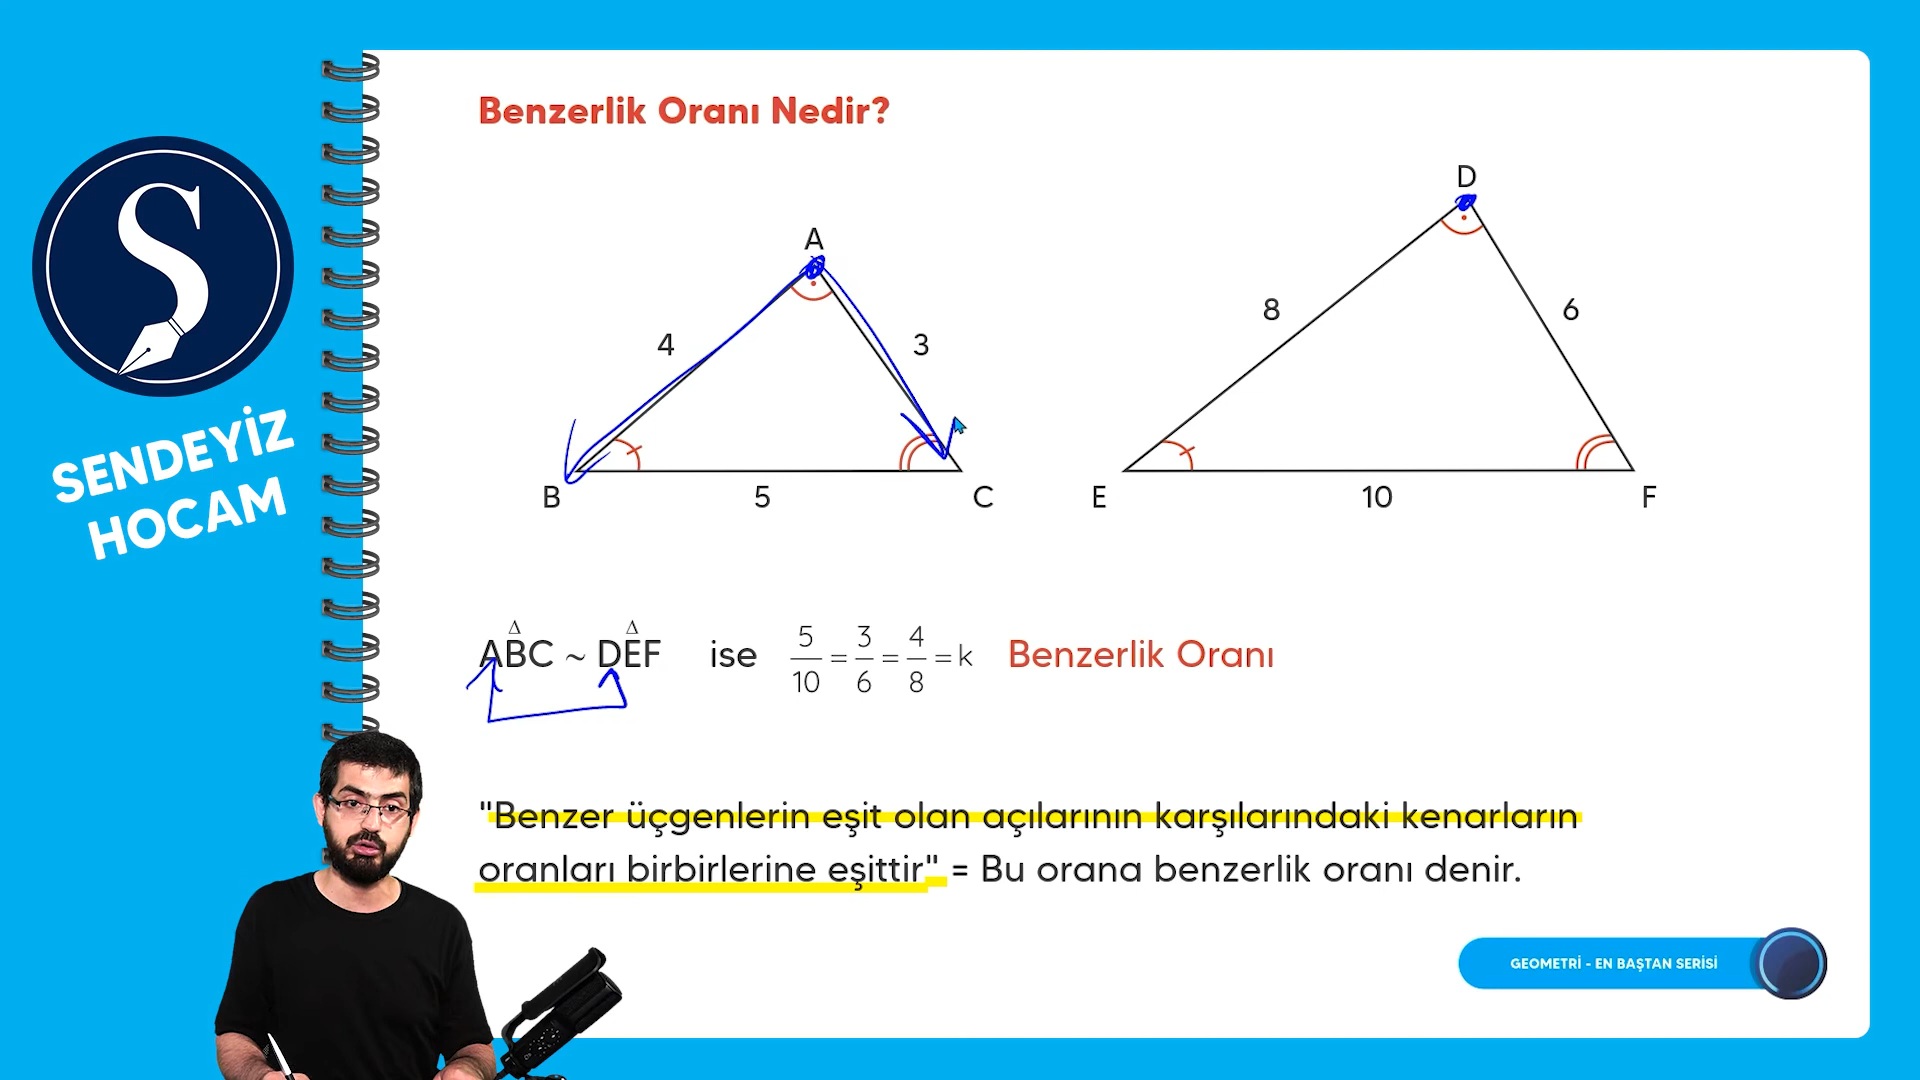 Benzerlik Oranı Nedir?
SENDEYİZ
HOCAM
A
4
3
B
5
C
D
8
6
E
10
F
ABC ~ DEF ise 5/10 = 3/6 = 4/8 = k Benzerlik Oranı
"Benzer üçgenlerin eşit olan açılarının karşılarındaki kenarların
oranları birbirlerine eşittir" = Bu orana benzerlik oranı denir.
GEOMETRİ - EN BAŞTAN SERİSİ